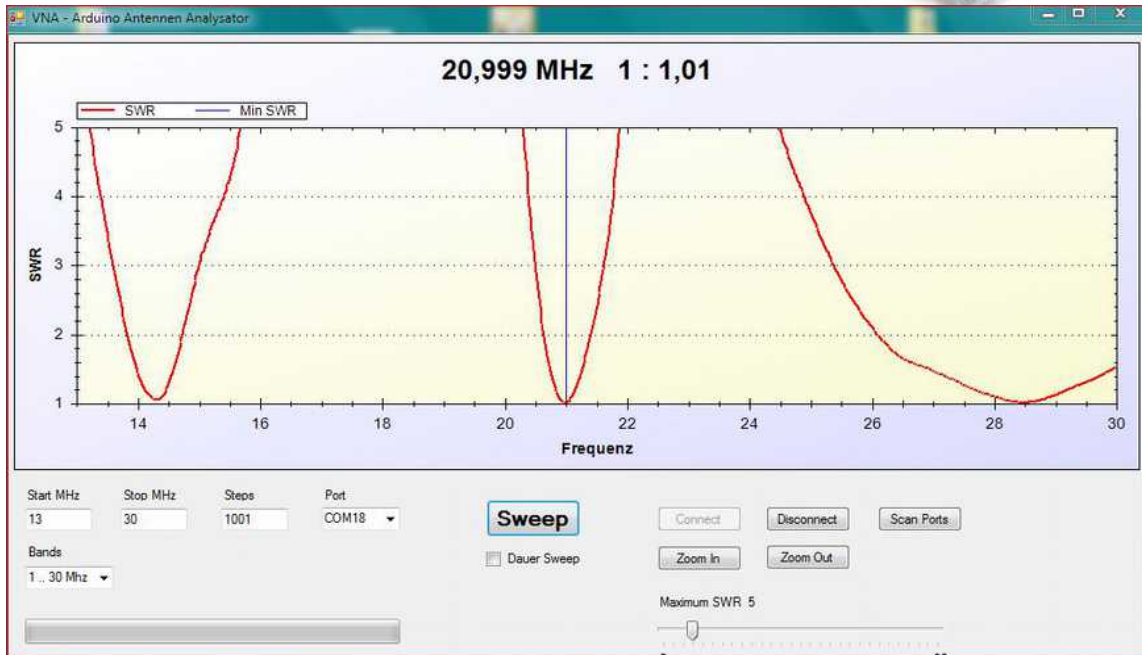 VNA - Arduino Antennen Analysator
20,999 MHz 1 : 1,01
SWR Min SWR
5
4
3
2
1
SWR
14 16 18 20 22 24 26 28 30
Frequenz
Start MHz Stop MHz Steps Port
13 30 1001 COM18
Sweep Connect Disconnect Scan Ports
Bands
Dauer Sweep Zoom In Zoom Out
1 .. 30 Mhz
Maximum SWR 5